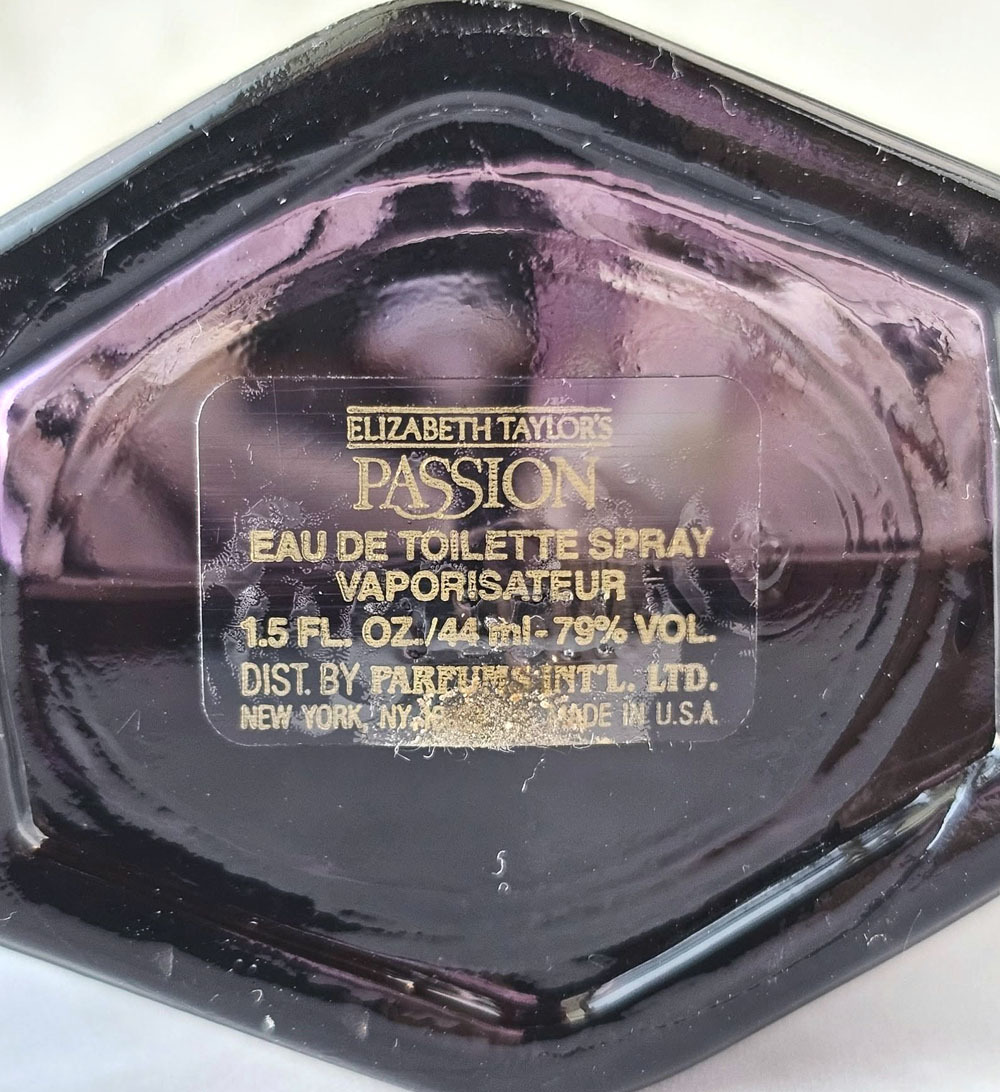 ELIZABETH TAYLOR'S
PASSION
EAU DE TOILETTE SPRAY
VAPORISATEUR
1.5 FL. OZ./44 ml-79% VOL.
DIST. BY PARFUMS INT'L. LTD.
NEW YORK, NY MADE IN U.S.A.